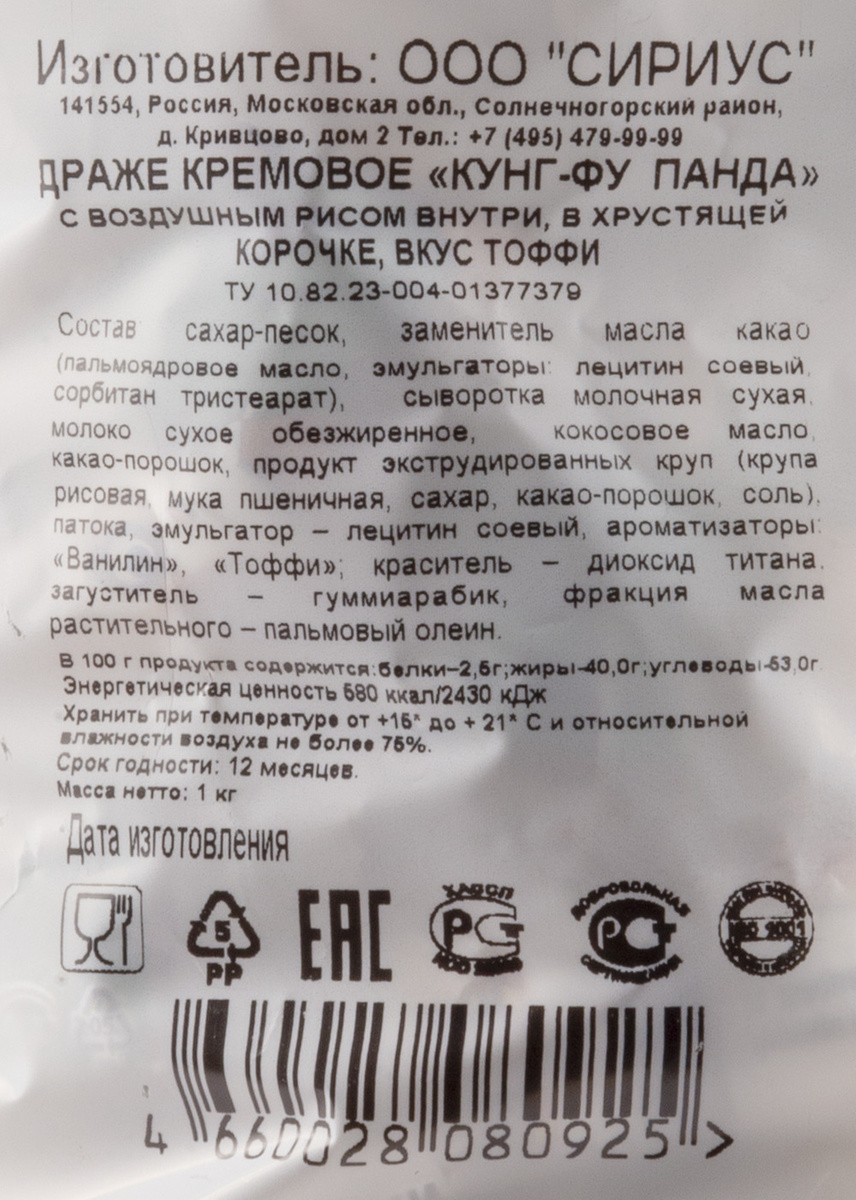 Изготовитель: ООО "СИРИУС"
141554, Россия, Московская обл., Солнечногорский район,
д. Кривцово, дом 2 Тел.: +7 (495) 479-99-99
ДРАЖЕ КРЕМОВОЕ «КУНГ-ФУ ПАНДА»
С ВОЗДУШНЫМ РИСОМ ВНУТРИ, В ХРУСТЯЩЕЙ
КОРОЧКЕ, ВКУС ТОФФИ
ТУ 10.82.23-004-01377379
Состав: сахар-песок, заменитель масла какао
(пальмоядровое масло, эмульгаторы: лецитин соевый,
сорбитан тристеарат), сыворотка молочная сухая,
молоко сухое обезжиренное, кокосовое масло,
какао-порошок, продукт экструдированных круп (крупа
рисовая, мука пшеничная, сахар, какао-порошок, соль),
патока, эмульгатор – лецитин соевый, ароматизаторы:
«Ванилин», «Тоффи»; краситель – диоксид титана,
загуститель – гуммиарабик, фракция масла
растительного – пальмовый олеин.
В 100 г продукта содержится: белки–2,6г; жиры-40,0г; углеводы-53,0г
Энергетическая ценность 580 ккал/2430 кДж
Хранить при температуре от +15° до + 21° С и относительной
влажности воздуха не более 75%.
Срок годности: 12 месяцев.
Масса нетто: 1 кг
Дата изготовления
5
PP
EAC
ХАССП
РСТ
ДОБРОВОЛЬНАЯ
РСТ
СЕРТИФИКАЦИЯ
4 660028 080925 >